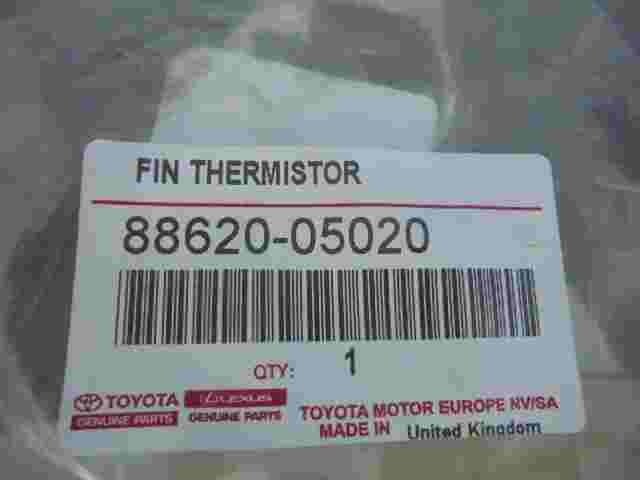 FIN THERMISTOR
88620-05020
QTY: 1
TOYOTA LEXUS
GENUINE PARTS GENUINE PARTS
TOYOTA MOTOR EUROPE NV/SA
MADE IN United Kingdom